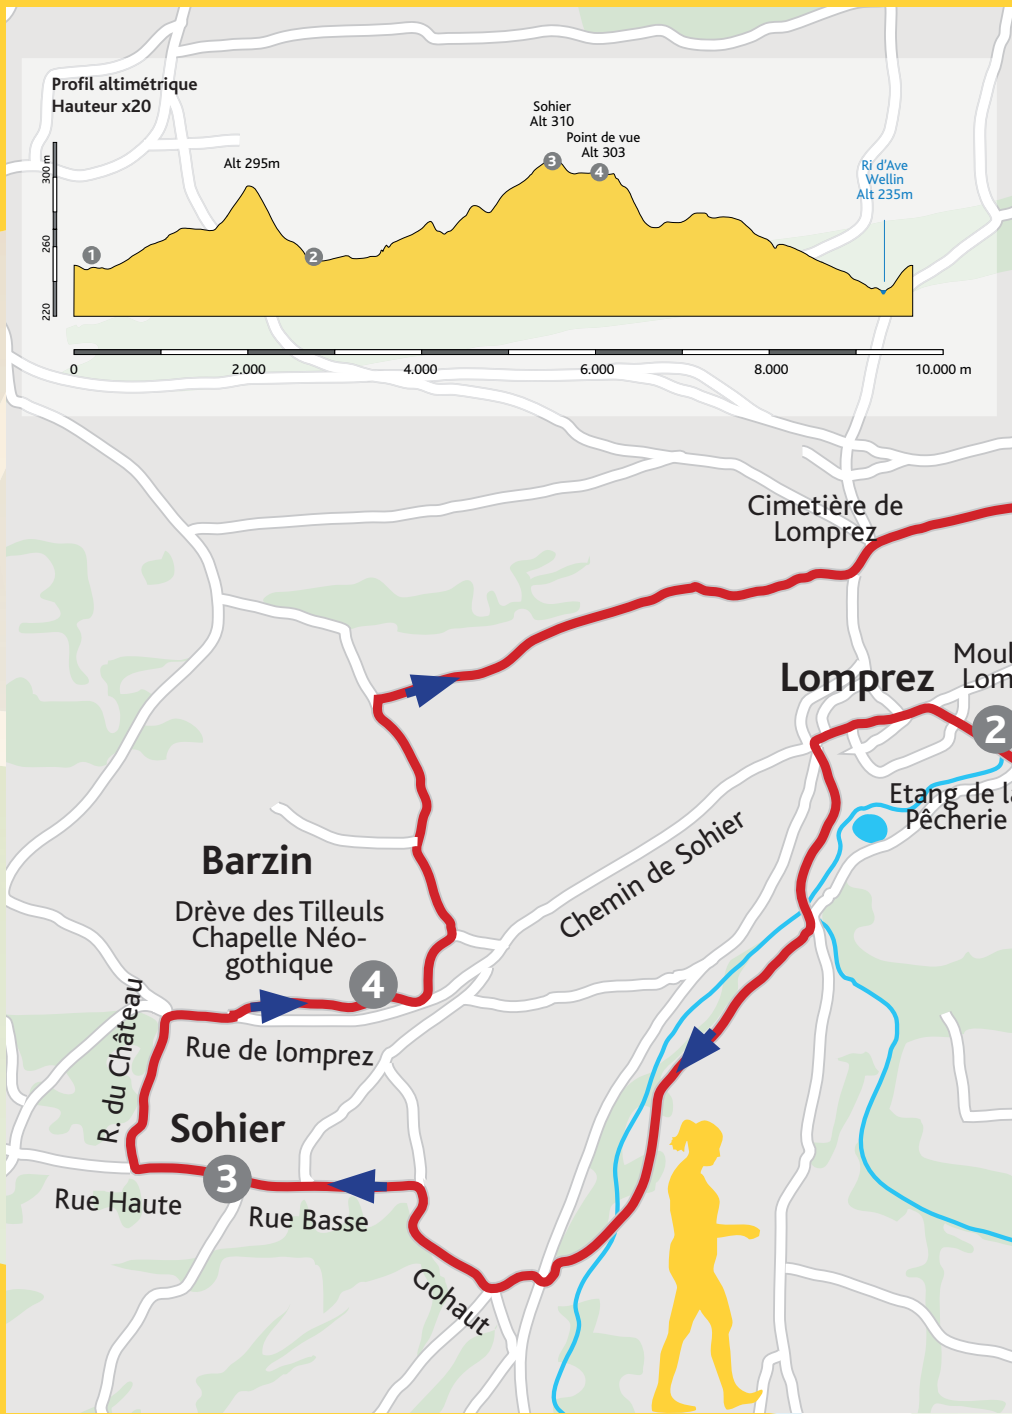 Profil altimétrique
Hauteur x20
Sohier
Alt 310
Point de vue
Alt 303
Alt 295m
Ri d'Ave
Wellin
Alt 235m
300 m
260
220
1
2
3
4
0
2.000
4.000
6.000
8.000
10.000 m
Cimetière de
Lomprez
Lomprez
Moul
Lom
2
Etang de la
Pêcherie
Chemin de Sohier
Barzin
Drève des Tilleuls
Chapelle Néo-
gothique
4
R. du Château
Rue de lomprez
Sohier
3
Rue Haute
Rue Basse
Gohaut